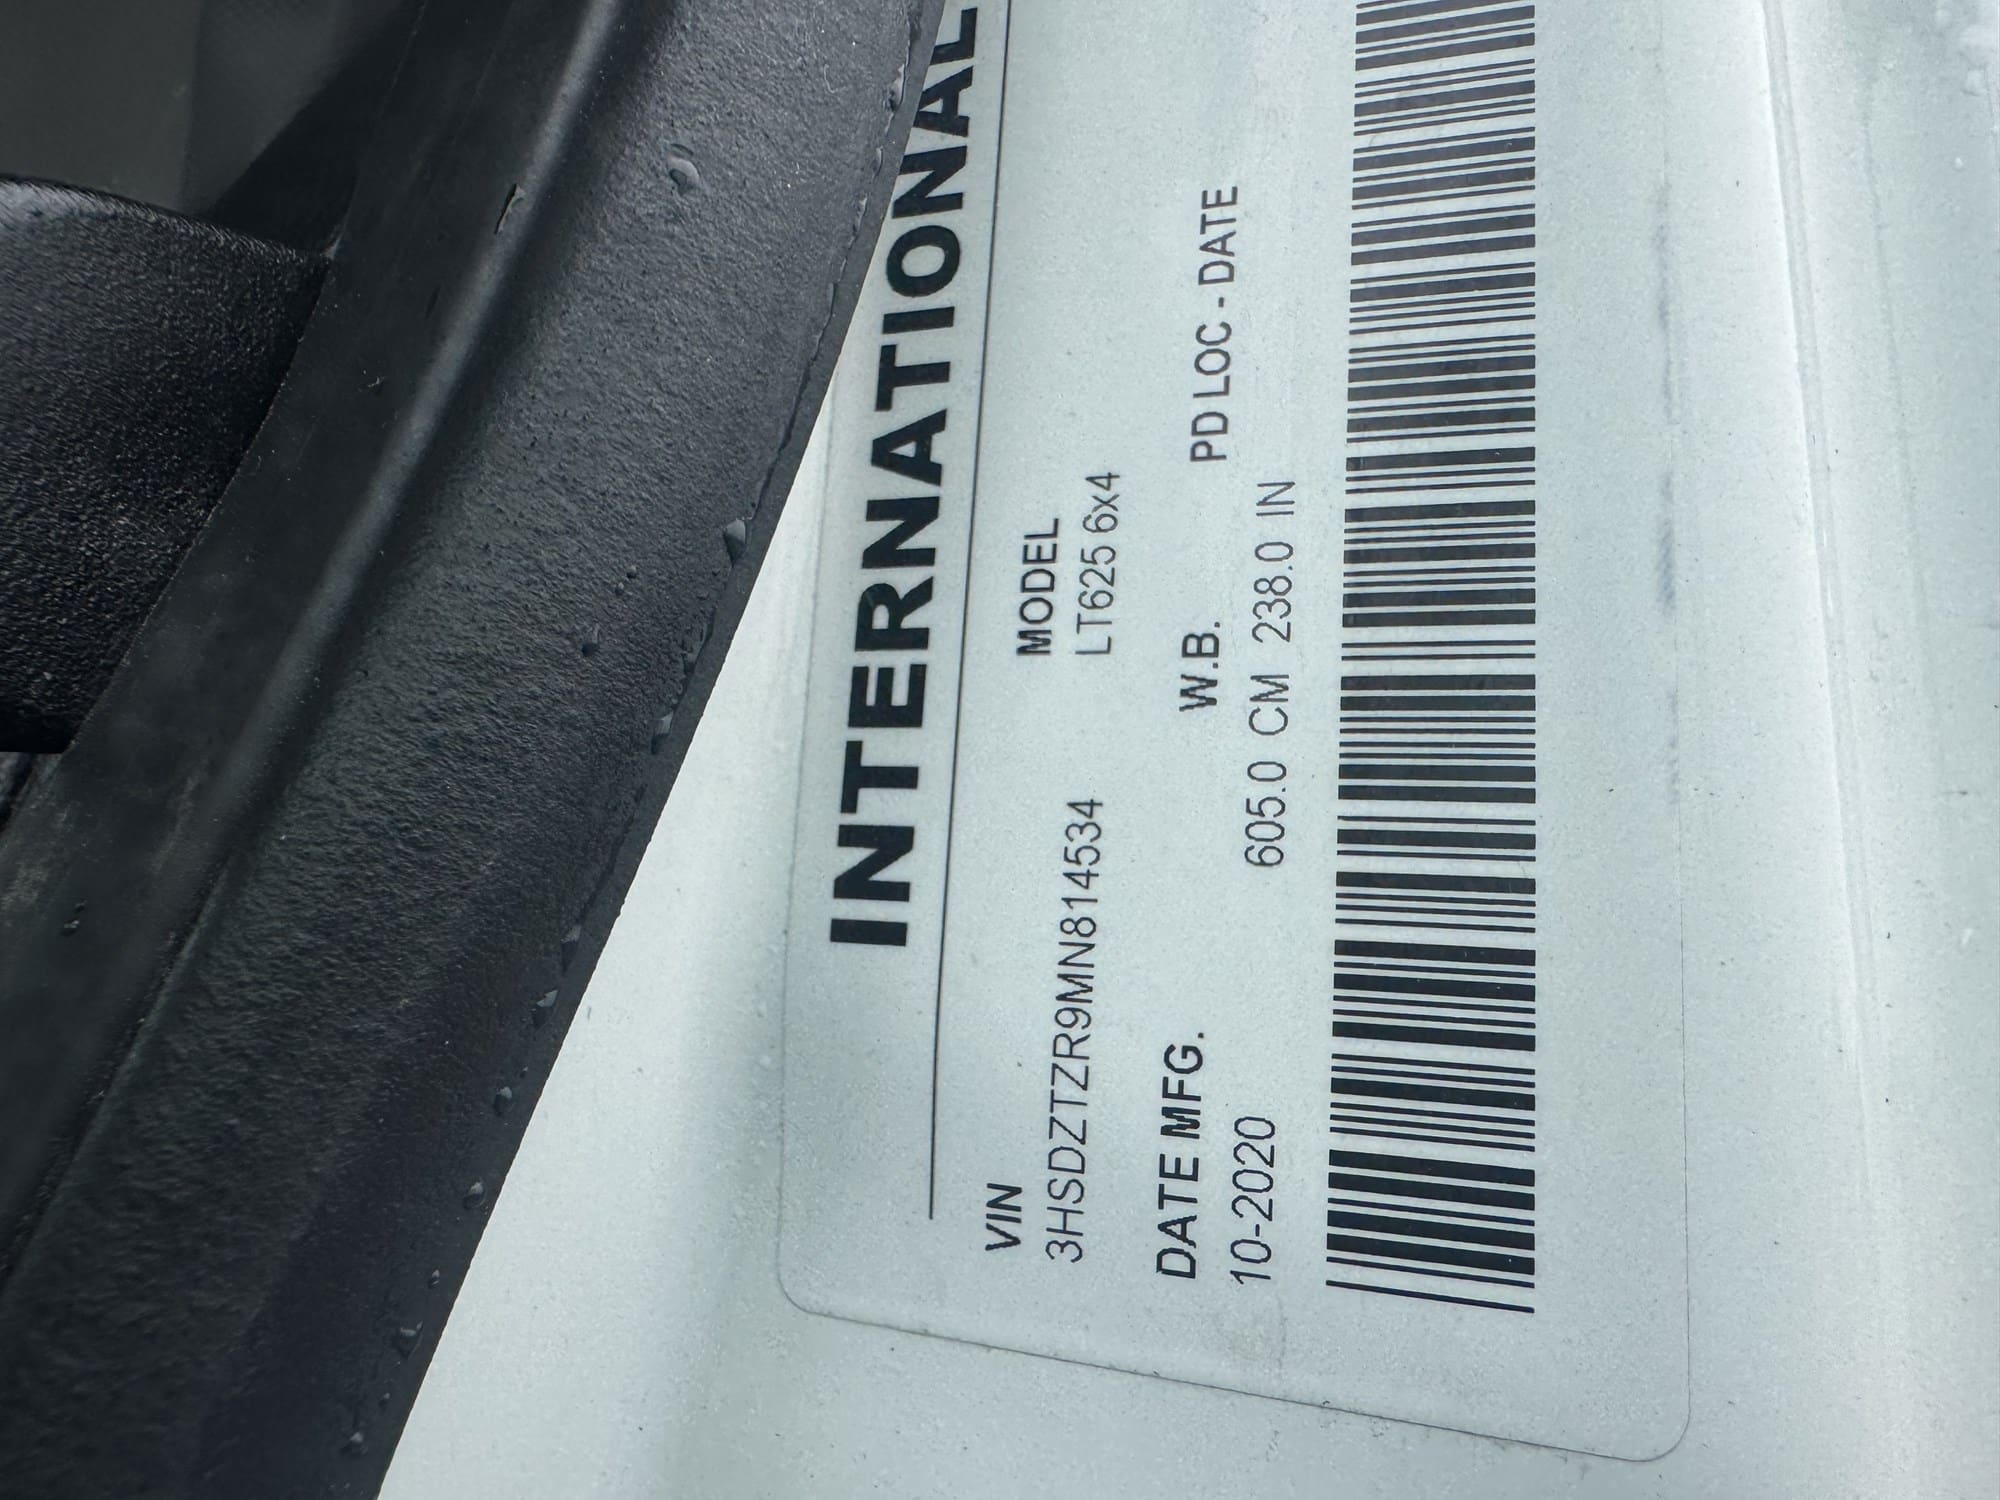 INTERNATIONAL
VIN MODEL
3HSDZTZR9MN814534 LT625 6x4
DATE MFG. W.B. PD LOC - DATE
10-2020 605.0 CM 238.0 IN